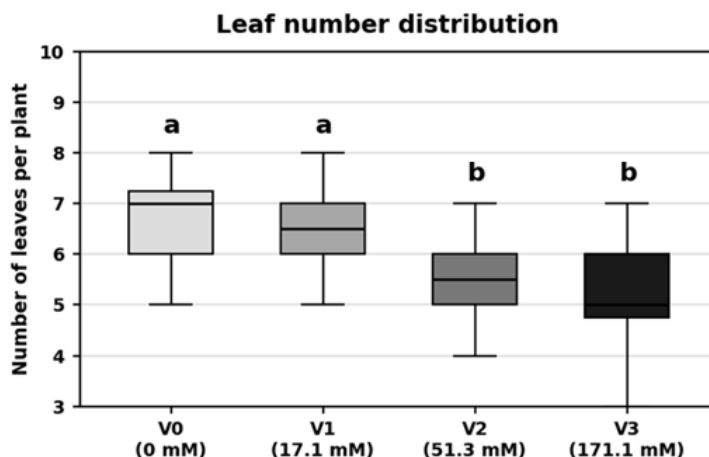 Leaf number distribution
Number of leaves per plant
10
9
8
7
6
5
4
3
a
a
b
b
V0
(0 mM)
V1
(17.1 mM)
V2
(51.3 mM)
V3
(171.1 mM)